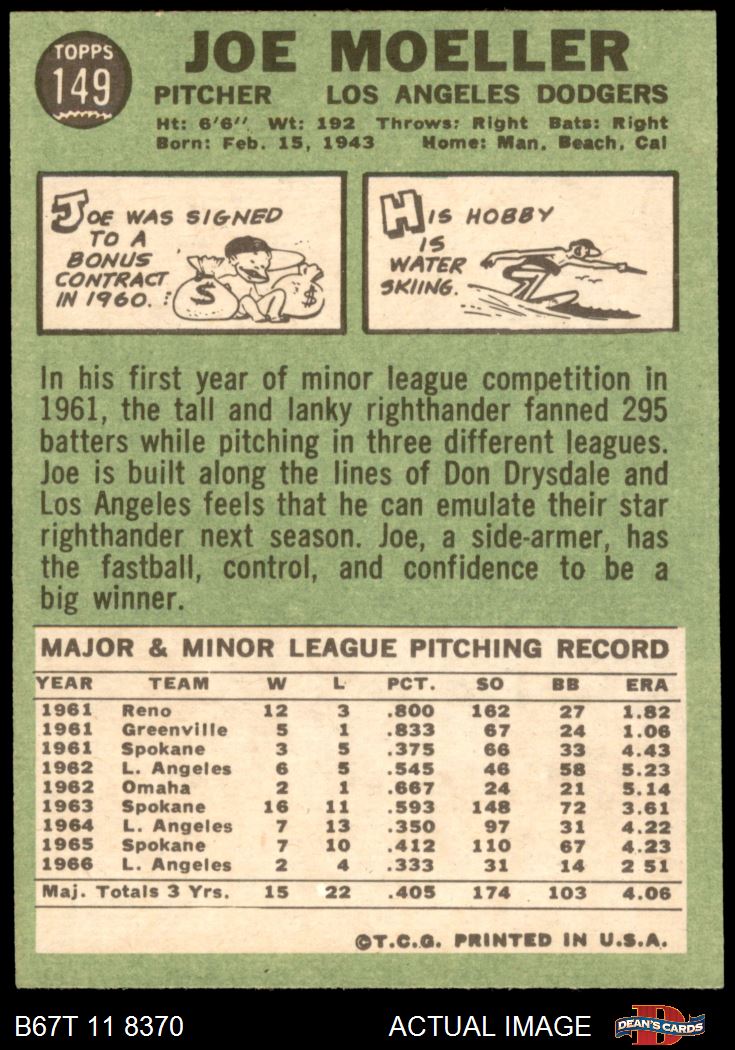 TOPPS
149
JOE MOELLER
PITCHER LOS ANGELES DODGERS
Ht: 6'6" Wt: 192 Throws: Right Bats: Right
Born: Feb. 15, 1943 Home: Man. Beach, Cal
JOE WAS SIGNED
TO A
BONUS
CONTRACT
IN 1960.
$
$
HIS HOBBY
IS
WATER
SKIING.
In his first year of minor league competition in
1961, the tall and lanky righthander fanned 295
batters while pitching in three different leagues.
Joe is built along the lines of Don Drysdale and
Los Angeles feels that he can emulate their star
righthander next season. Joe, a side-armer, has
the fastball, control, and confidence to be a
big winner.
MAJOR & MINOR LEAGUE PITCHING RECORD
YEAR TEAM W L PCT. SO BB ERA
1961 Reno 12 3 .800 162 27 1.82
1961 Greenville 5 1 .833 67 24 1.06
1961 Spokane 3 5 .375 66 33 4.43
1962 L. Angeles 6 5 .545 46 58 5.23
1962 Omaha 2 1 .667 24 21 5.14
1963 Spokane 16 11 .593 148 72 3.61
1964 L. Angeles 7 13 .350 97 31 4.22
1965 Spokane 7 10 .412 110 67 4.23
1966 L. Angeles 2 4 .333 31 14 2 51
Maj. Totals 3 Yrs. 15 22 .405 174 103 4.06
©T.C.G. PRINTED IN U.S.A.
B67T 11 8370 ACTUAL IMAGE
D
DEAN'S CARDS